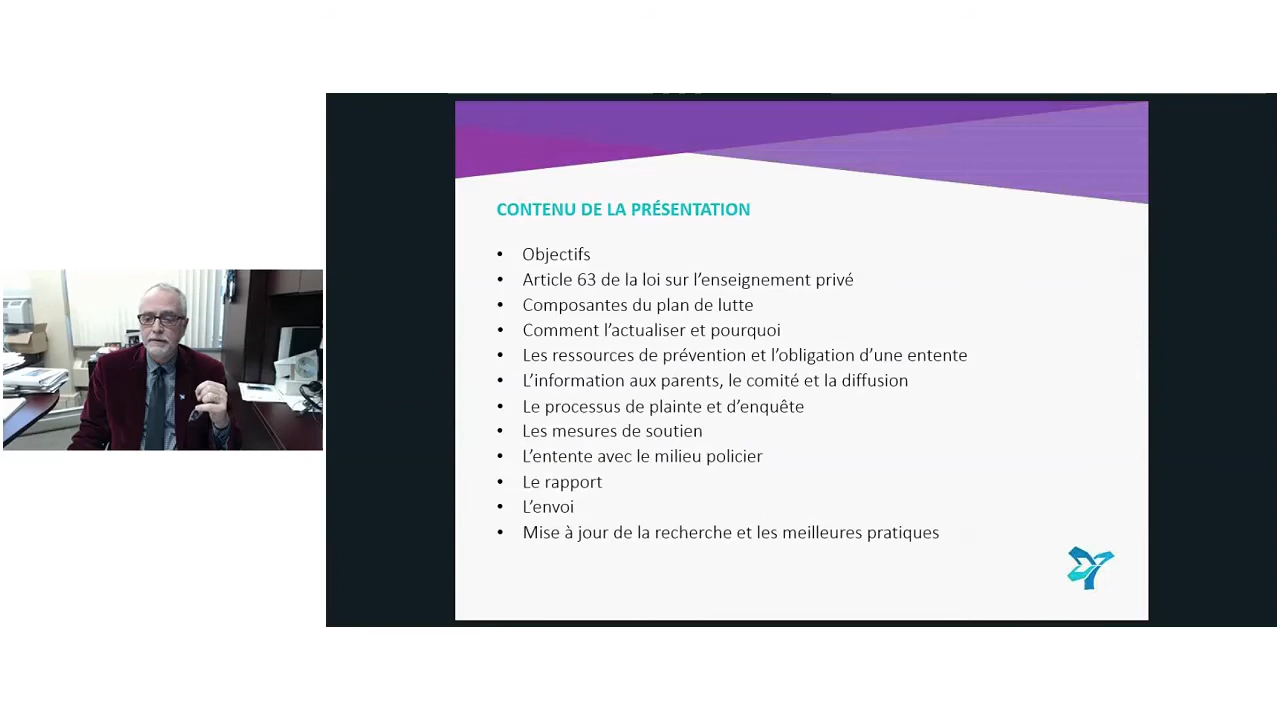 CONTENU DE LA PRÉSENTATION
• Objectifs
• Article 63 de la loi sur l’enseignement privé
• Composantes du plan de lutte
• Comment l’actualiser et pourquoi
• Les ressources de prévention et l’obligation d’une entente
• L’information aux parents, le comité et la diffusion
• Le processus de plainte et d’enquête
• Les mesures de soutien
• L’entente avec le milieu policier
• Le rapport
• L’envoi
• Mise à jour de la recherche et les meilleures pratiques